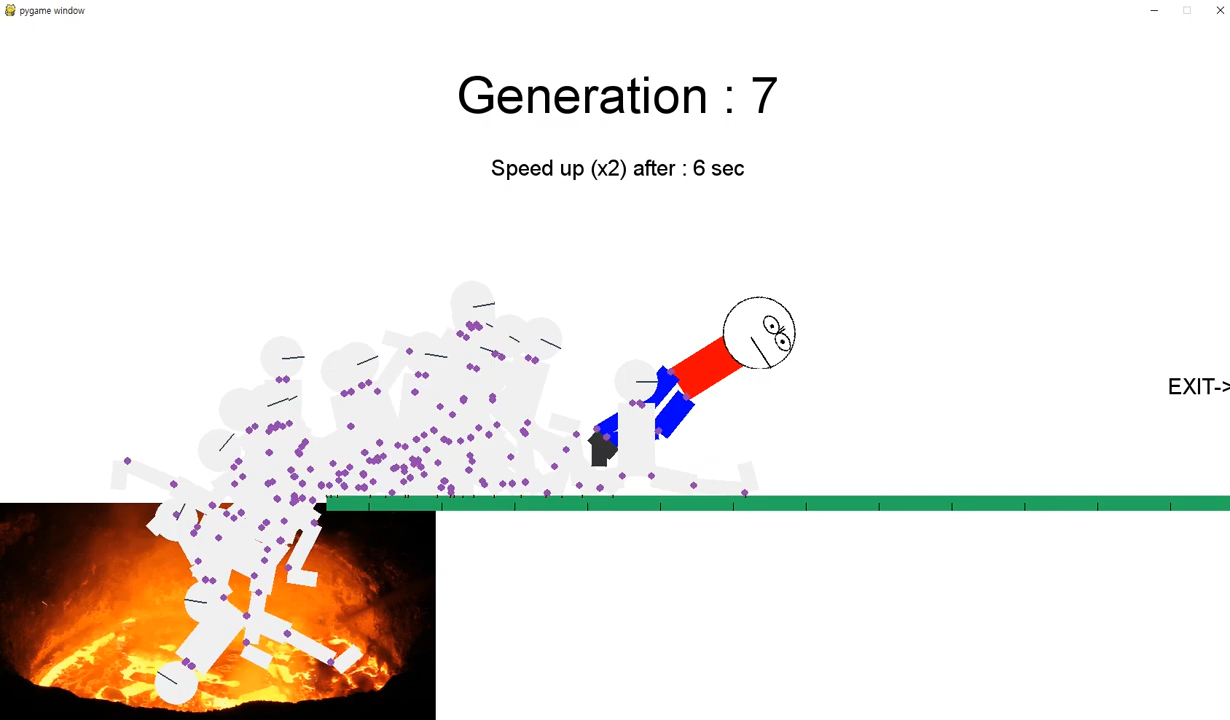 pygame window
Generation : 7
Speed up (x2) after : 6 sec
EXIT->